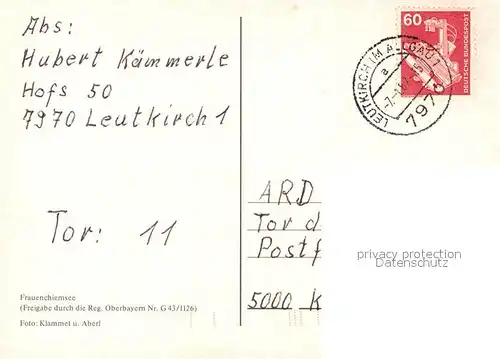 Abs:
Hubert Kämmerle
Hofs 50
7970 Leutkirch 1
Tor: 11
Frauenchiemsee
(Freigabe durch die Reg. Oberbayern Nr. G 43/1126)
Foto: Klammet u. Aberl
60
DEUTSCHE BUNDESPOST
LEUTKIRCH IM ALLGÄU 1
a
7970
ARD
Tor d
Postf
5000 K
privacy protection
Datenschutz